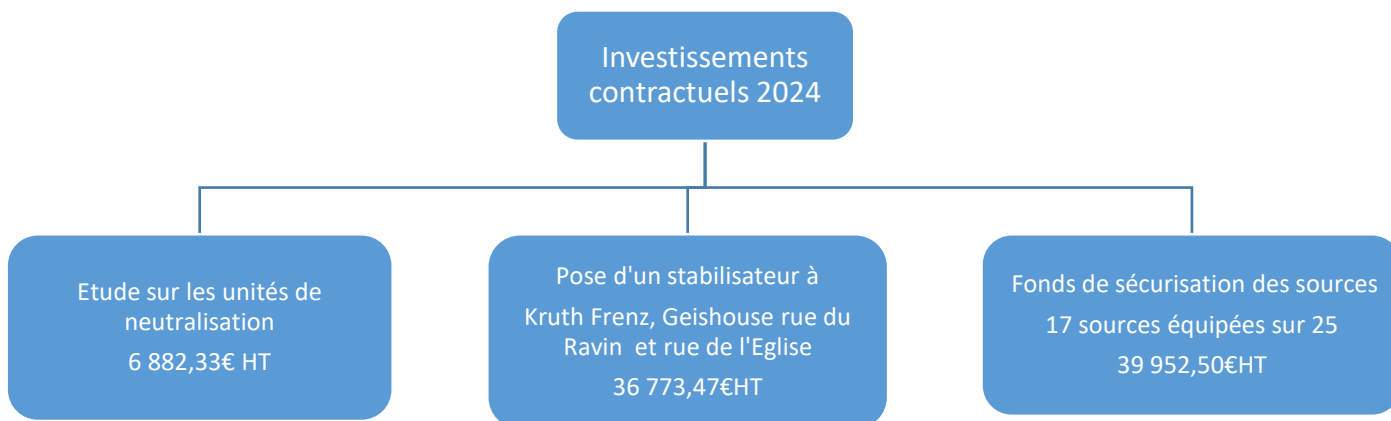 Investissements
contractuels 2024
Etude sur les unités de
neutralisation
6 882,33€ HT
Pose d'un stabilisateur à
Kruth Frenz, Geishouse rue du
Ravin et rue de l'Eglise
36 773,47€HT
Fonds de sécurisation des sources
17 sources équipées sur 25
39 952,50€HT